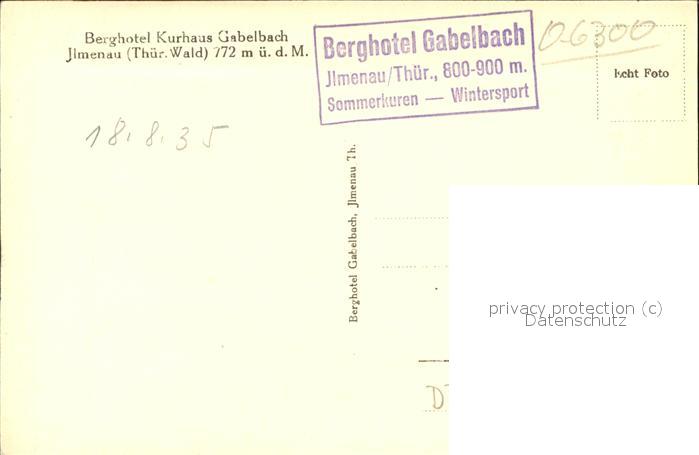 Berghotel Kurhaus Gabelbach
Jlmenau (Thür. Wald) 772 m ü. d. M.
Berghotel Gabelbach
Jlmenau/Thür., 800-900 m.
Sommerkuren — Wintersport
O-6300
Echt Foto
18.8.35
Berghotel Gabelbach, Jlmenau Th.
privacy protection (c)
Datenschutz